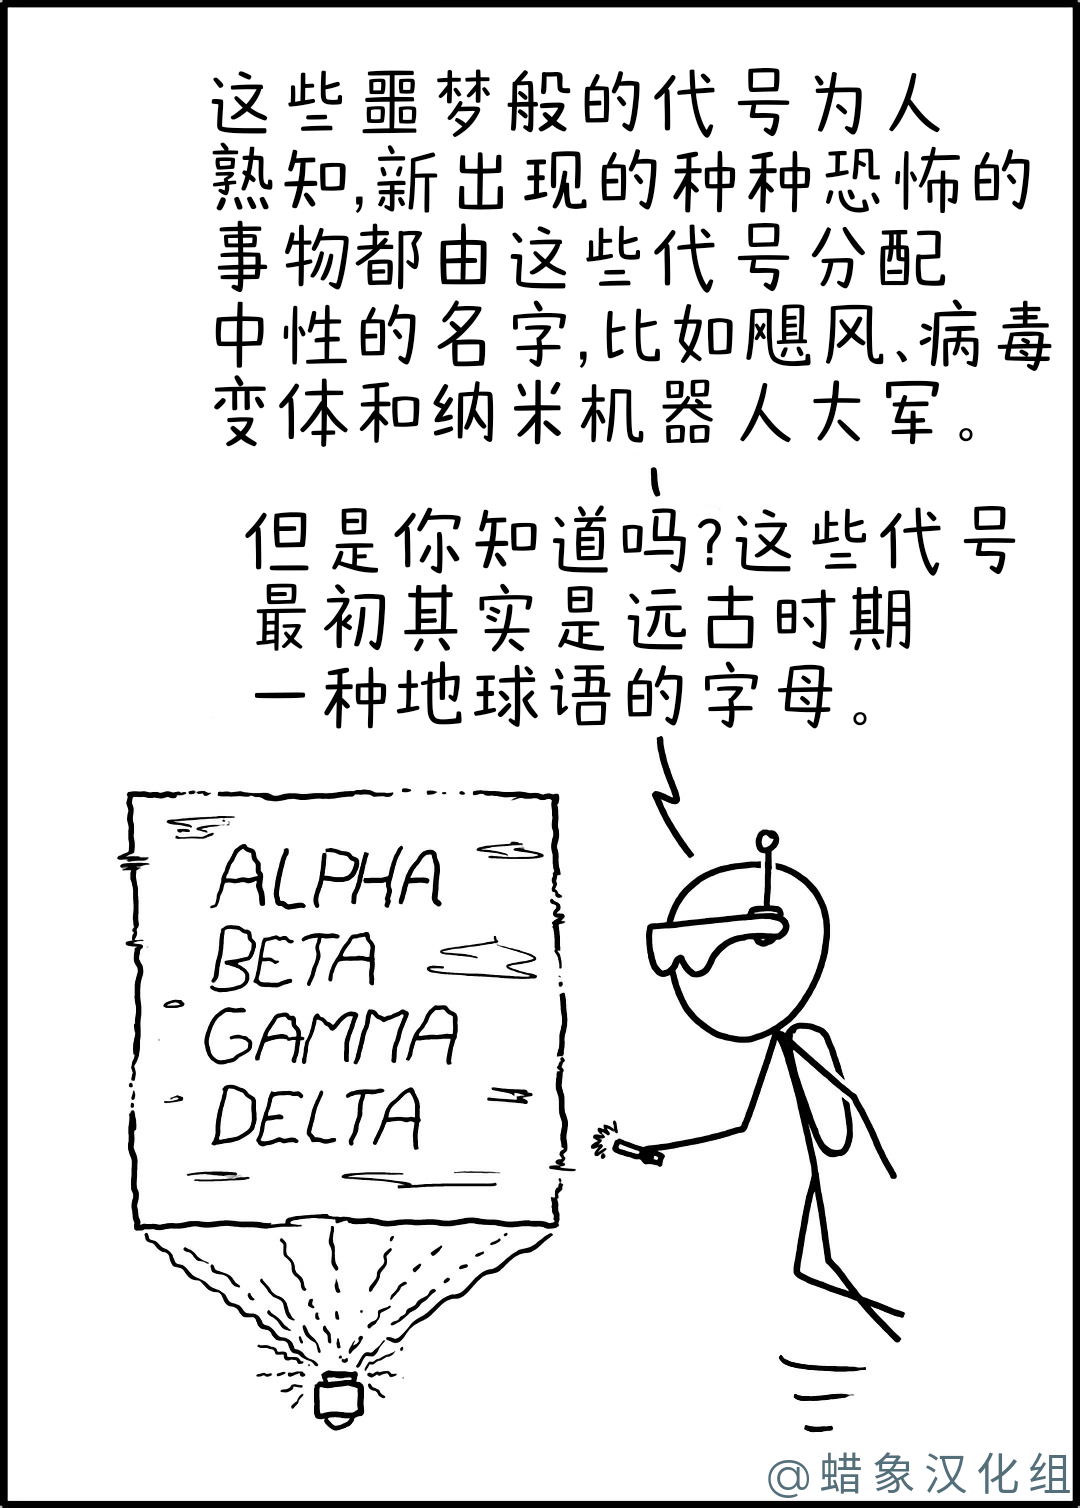 这些噩梦般的代号为人
熟知,新出现的种种恐怖的
事物都由这些代号分配
中性的名字,比如飓风、病毒
变体和纳米机器人大军。
但是你知道吗?这些代号
最初其实是远古时期
一种地球语的字母。
ALPHA
BETA
GAMMA
DELTA
@蜡象汉化组